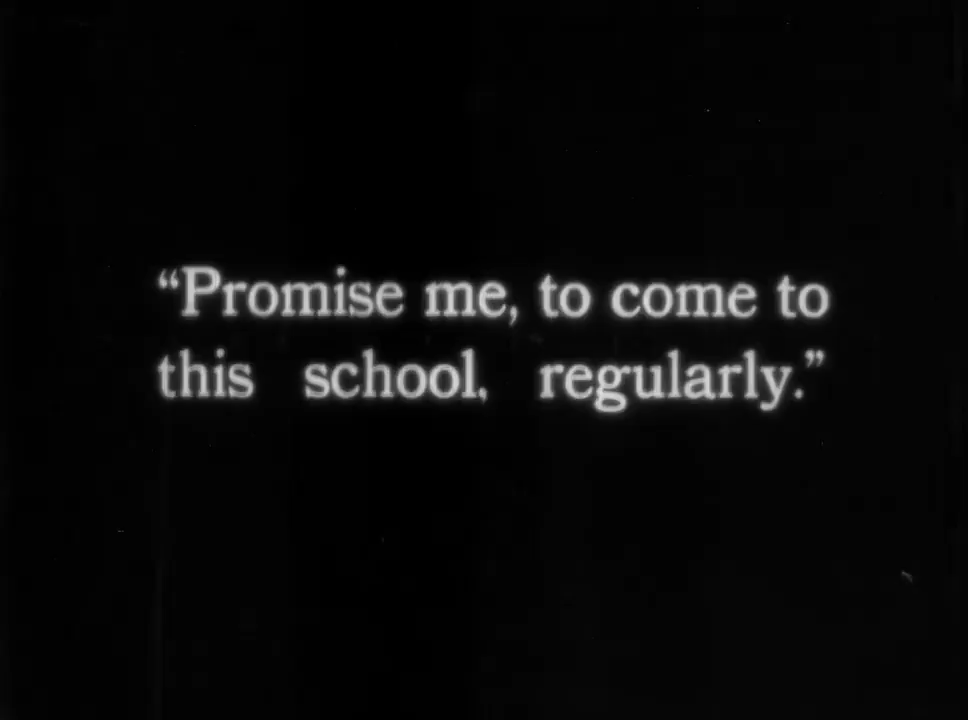 “Promise me, to come to
this school, regularly.”